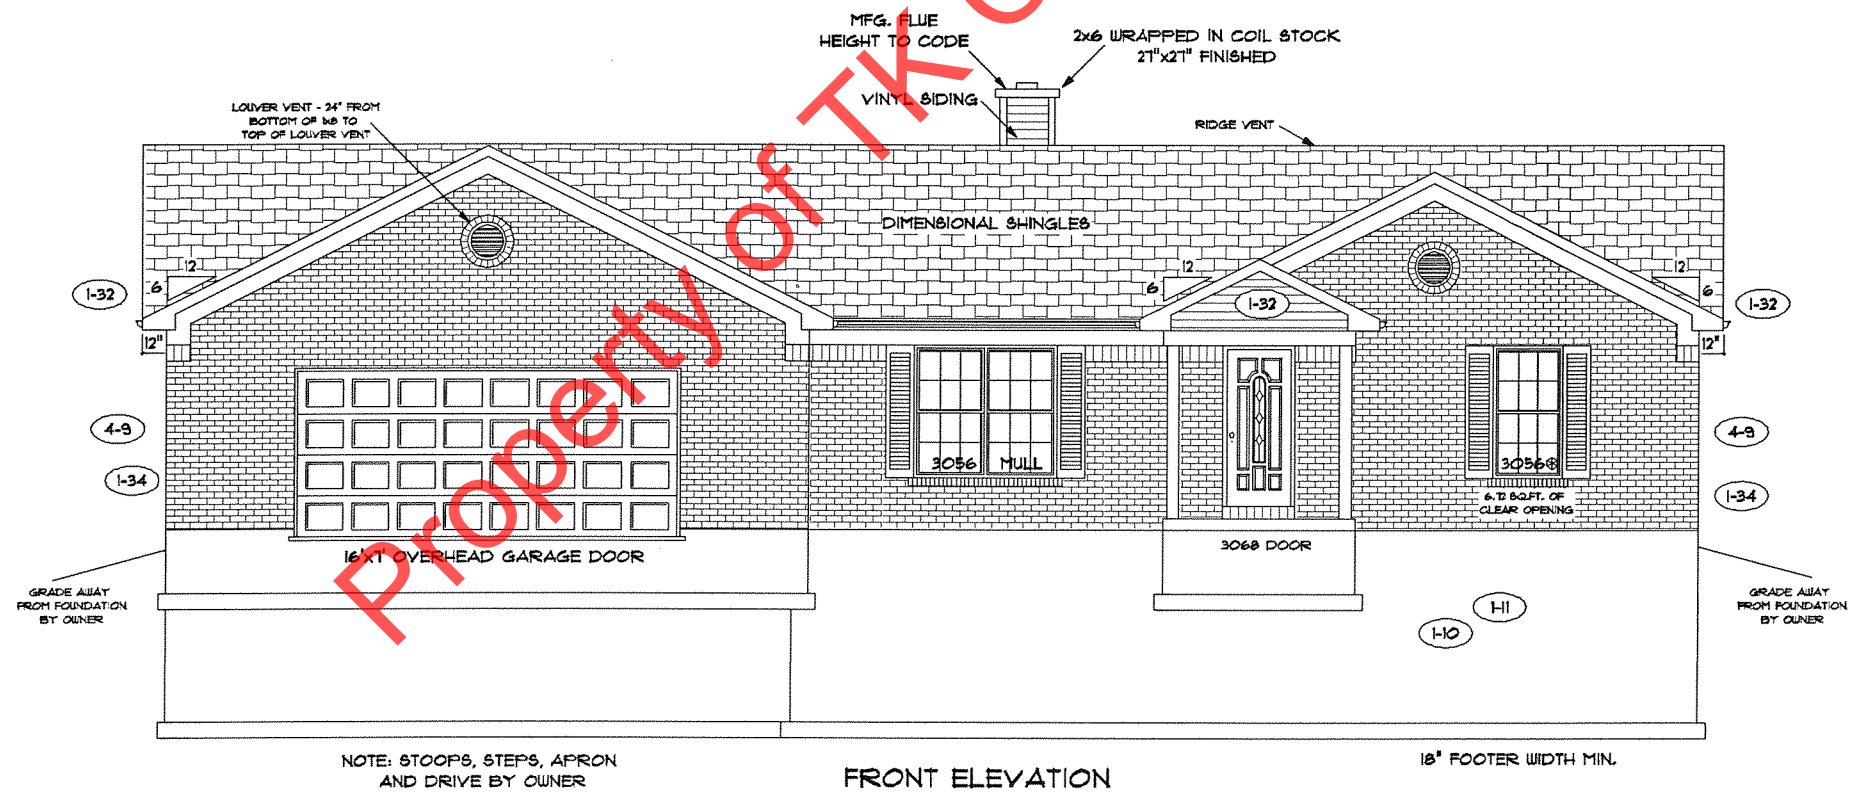 MFG. FLUE
HEIGHT TO CODE
2x6 WRAPPED IN COIL STOCK
27"x27" FINISHED
VINYL SIDING
LOUVER VENT - 24" FROM
BOTTOM OF 1x8 TO
TOP OF LOUVER VENT
RIDGE VENT
DIMENSIONAL SHINGLES
12
6
1-32
12"
12
6
1-32
12
6
1-32
12"
4-9
1-34
3056 MULL
3056
6.72 SQ.FT. OF
CLEAR OPENING
4-9
1-34
16'x7' OVERHEAD GARAGE DOOR
3068 DOOR
GRADE AWAY
FROM FOUNDATION
BY OWNER
GRADE AWAY
FROM FOUNDATION
BY OWNER
1-11
1-10
NOTE: STOOPS, STEPS, APRON
AND DRIVE BY OWNER
FRONT ELEVATION
18" FOOTER WIDTH MIN.
Property of TK